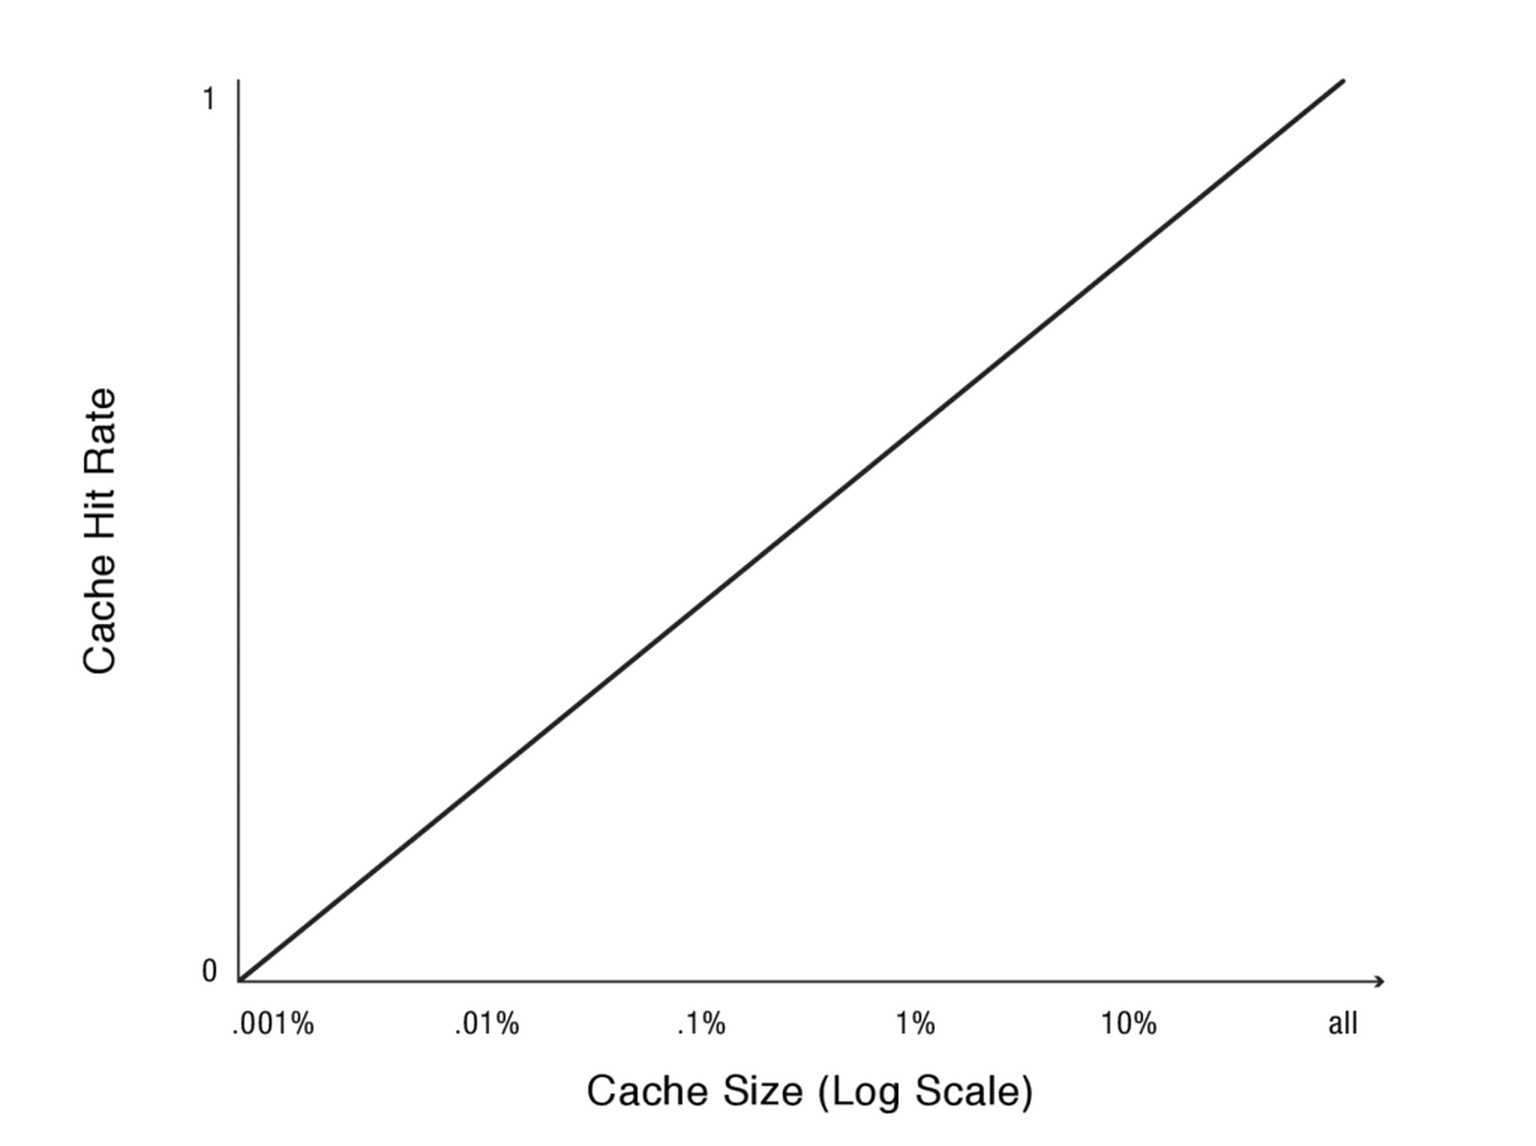 1
Cache Hit Rate
0
.001% .01% .1% 1% 10% all
Cache Size (Log Scale)